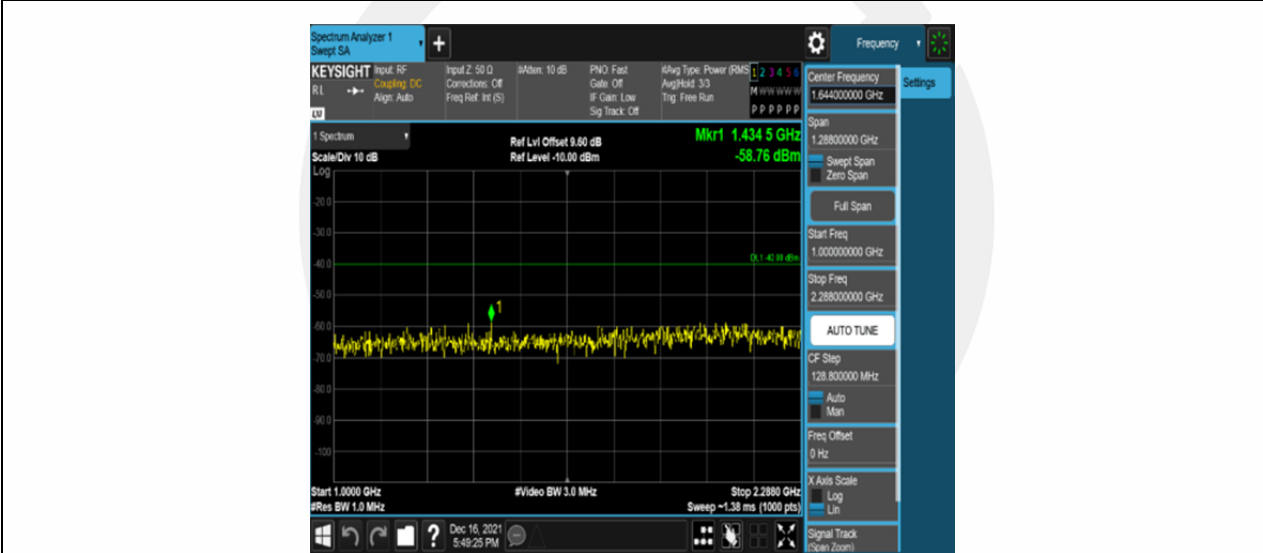 Spectrum Analyzer 1
Swept SA
+
Frequency
KEYSIGHT
Input: RF
Coupling: DC
Align: Auto
Input Z: 50 Ω
Corrections: Off
Freq Ref: Int (S)
#Atten: 10 dB
PNO: Fast
Gate: Off
IF Gain: Low
Sig Track: Off
#Avg Type: Power (RMS
Avg|Hold: 3/3
Trig: Free Run
1 2 3 4 5 6
M W W W W W
P P P P P P
Center Frequency
1.644000000 GHz
Settings
Span
1.28800000 GHz
Swept Span
Zero Span
Full Span
Start Freq
1.000000000 GHz
Stop Freq
2.288000000 GHz
AUTO TUNE
CF Step
128.800000 MHz
Auto
Man
Freq Offset
0 Hz
X Axis Scale
Log
Lin
Signal Track
(Span Zoom)
1 Spectrum
Scale/Div 10 dB
Ref Lvl Offset 9.60 dB
Ref Level -10.00 dBm
Mkr1 1.434 5 GHz
-58.76 dBm
Log
-20.0
-30.0
-40.0
-50.0
-60.0
-70.0
-80.0
-90.0
-100
DL1 -40.00 dBm
1
Start 1.0000 GHz
#Video BW 3.0 MHz
Stop 2.2880 GHz
#Res BW 1.0 MHz
Sweep ~1.38 ms (1000 pts)
?
Dec 16, 2021
5:49:25 PM